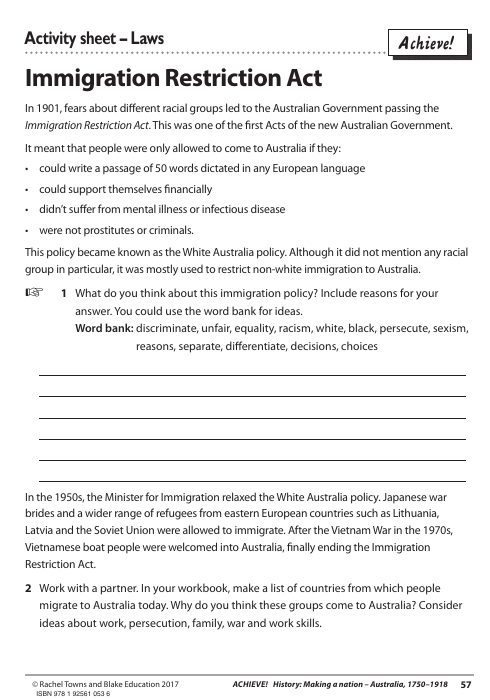 Activity sheet – Laws
Achieve!
Immigration Restriction Act
In 1901, fears about different racial groups led to the Australian Government passing the
Immigration Restriction Act. This was one of the first Acts of the new Australian Government.
It meant that people were only allowed to come to Australia if they:
• could write a passage of 50 words dictated in any European language
• could support themselves financially
• didn't suffer from mental illness or infectious disease
• were not prostitutes or criminals.
This policy became known as the White Australia policy. Although it did not mention any racial
group in particular, it was mostly used to restrict non-white immigration to Australia.
1 What do you think about this immigration policy? Include reasons for your
answer. You could use the word bank for ideas.
Word bank: discriminate, unfair, equality, racism, white, black, persecute, sexism,
reasons, separate, differentiate, decisions, choices
In the 1950s, the Minister for Immigration relaxed the White Australia policy. Japanese war
brides and a wider range of refugees from eastern European countries such as Lithuania,
Latvia and the Soviet Union were allowed to immigrate. After the Vietnam War in the 1970s,
Vietnamese boat people were welcomed into Australia, finally ending the Immigration
Restriction Act.
2 Work with a partner. In your workbook, make a list of countries from which people
migrate to Australia today. Why do you think these groups come to Australia? Consider
ideas about work, persecution, family, war and work skills.
© Rachel Towns and Blake Education 2017
ACHIEVE! History: Making a nation – Australia, 1750–1918 57
ISBN 978 1 92561 053 6